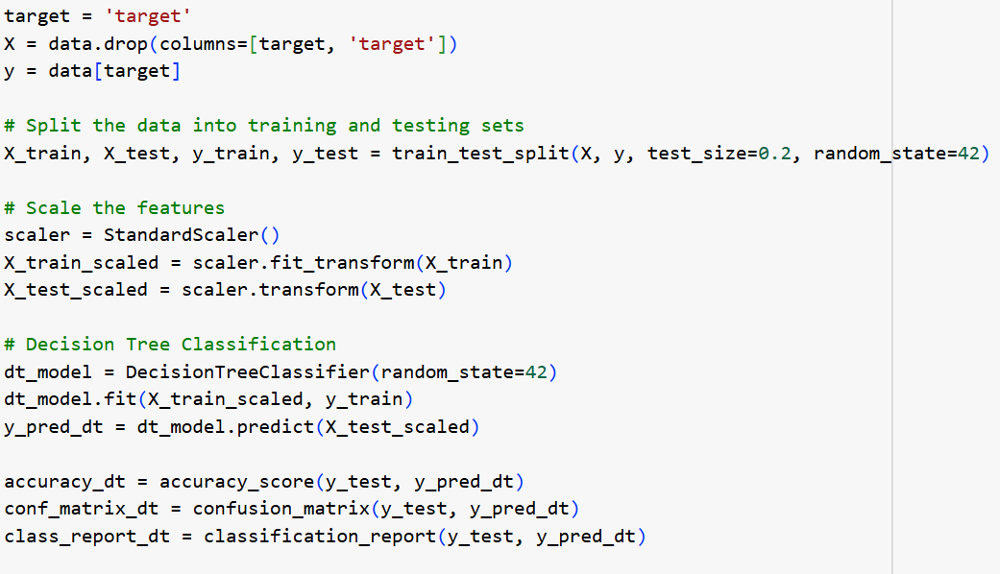 target = 'target'
X = data.drop(columns=[target, 'target'])
y = data[target]
# Split the data into training and testing sets
X_train, X_test, y_train, y_test = train_test_split(X, y, test_size=0.2, random_state=42)
# Scale the features
scaler = StandardScaler()
X_train_scaled = scaler.fit_transform(X_train)
X_test_scaled = scaler.transform(X_test)
# Decision Tree Classification
dt_model = DecisionTreeClassifier(random_state=42)
dt_model.fit(X_train_scaled, y_train)
y_pred_dt = dt_model.predict(X_test_scaled)
accuracy_dt = accuracy_score(y_test, y_pred_dt)
conf_matrix_dt = confusion_matrix(y_test, y_pred_dt)
class_report_dt = classification_report(y_test, y_pred_dt)